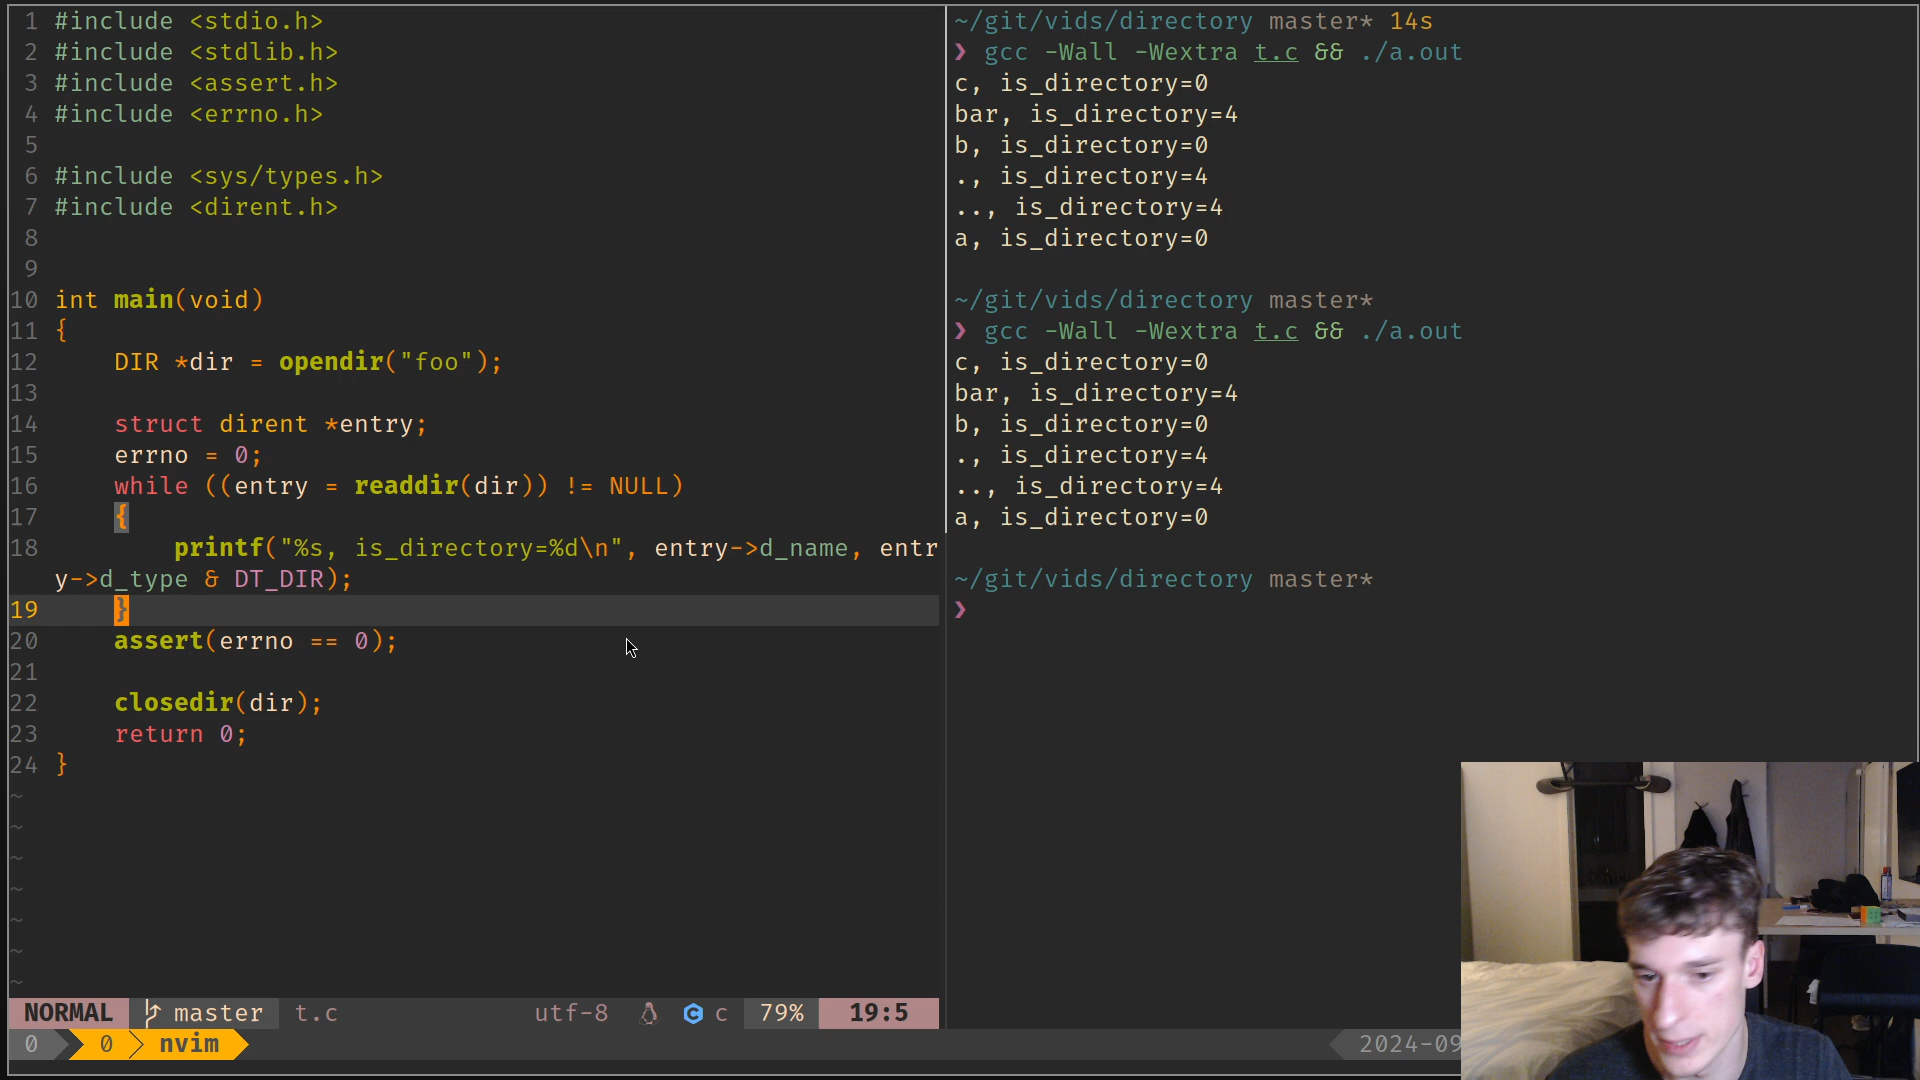 1 #include <stdio.h>
2 #include <stdlib.h>
3 #include <assert.h>
4 #include <errno.h>
5
6 #include <sys/types.h>
7 #include <dirent.h>
8
9
10 int main(void)
11 {
12     DIR *dir = opendir("foo");
13
14     struct dirent *entry;
15     errno = 0;
16     while ((entry = readdir(dir)) != NULL)
17     {
18         printf("%s, is_directory=%d\n", entry->d_name, entr
y->d_type & DT_DIR);
19     }
20     assert(errno == 0);
21
22     closedir(dir);
23     return 0;
24 }
~
~
~
~
~
~
~
NORMAL master t.c utf-8 c 79% 19:5
~/git/vids/directory master* 14s
❯ gcc -Wall -Wextra t.c && ./a.out
c, is_directory=0
bar, is_directory=4
b, is_directory=0
., is_directory=4
.., is_directory=4
a, is_directory=0
~/git/vids/directory master*
❯ gcc -Wall -Wextra t.c && ./a.out
c, is_directory=0
bar, is_directory=4
b, is_directory=0
., is_directory=4
.., is_directory=4
a, is_directory=0
~/git/vids/directory master*
❯
0 0 nvim 2024-09